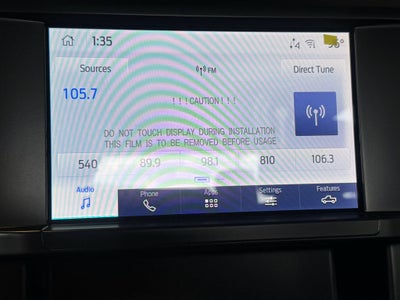 1:35
4
Sources
FM
Direct Tune
105.7
!!!CAUTION!!!
DO NOT TOUCH DISPLAY DURING INSTALLATION
THIS FILM IS TO BE REMOVED BEFORE USAGE
540 89.9 98.1 810 106.3
Audio Phone Apps Settings Features